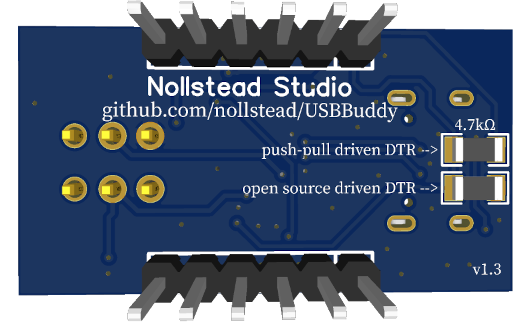 Nollstead Studio
github.com/nollstead/USBBuddy
4.7kΩ
push-pull driven DTR -->
open source driven DTR -->
v1.3